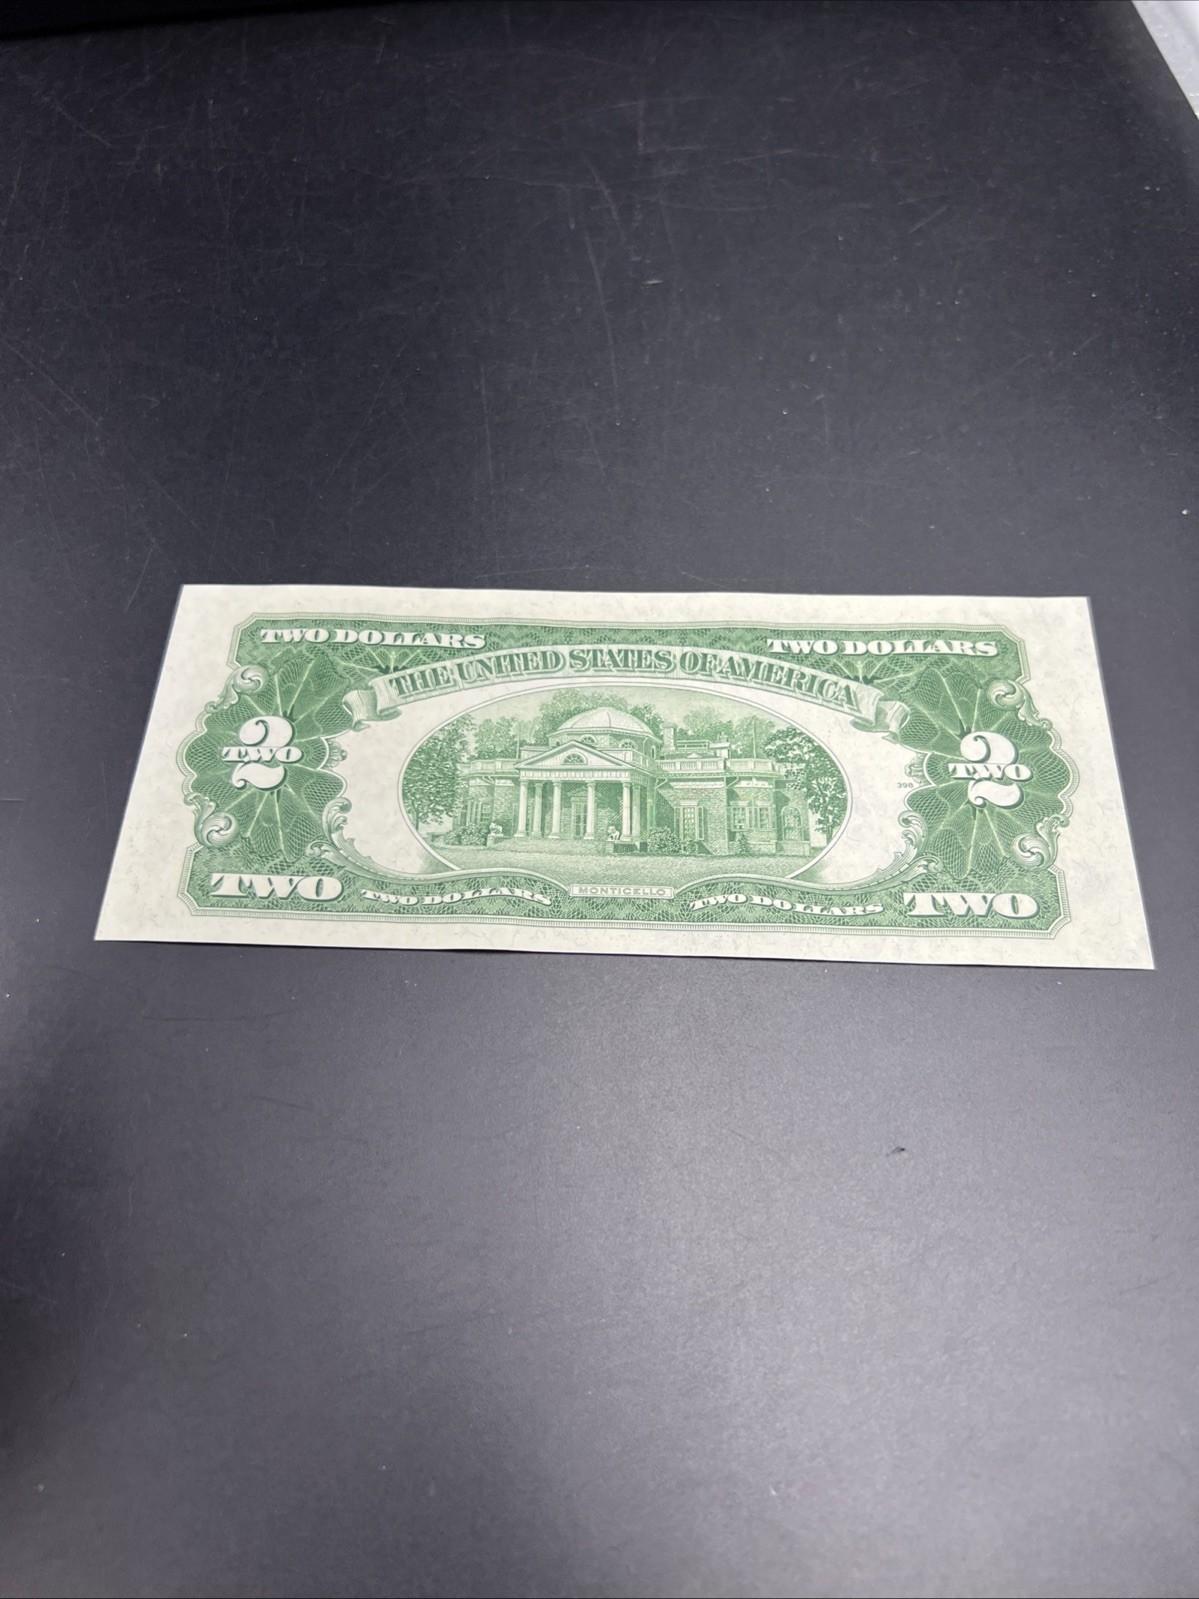 TWO DOLLARS TWO DOLLARS
THE UNITED STATES OF AMERICA
2 2
TWO TWO
398
TWO TWO DOLLARS MONTICELLO TWO DOLLARS TWO